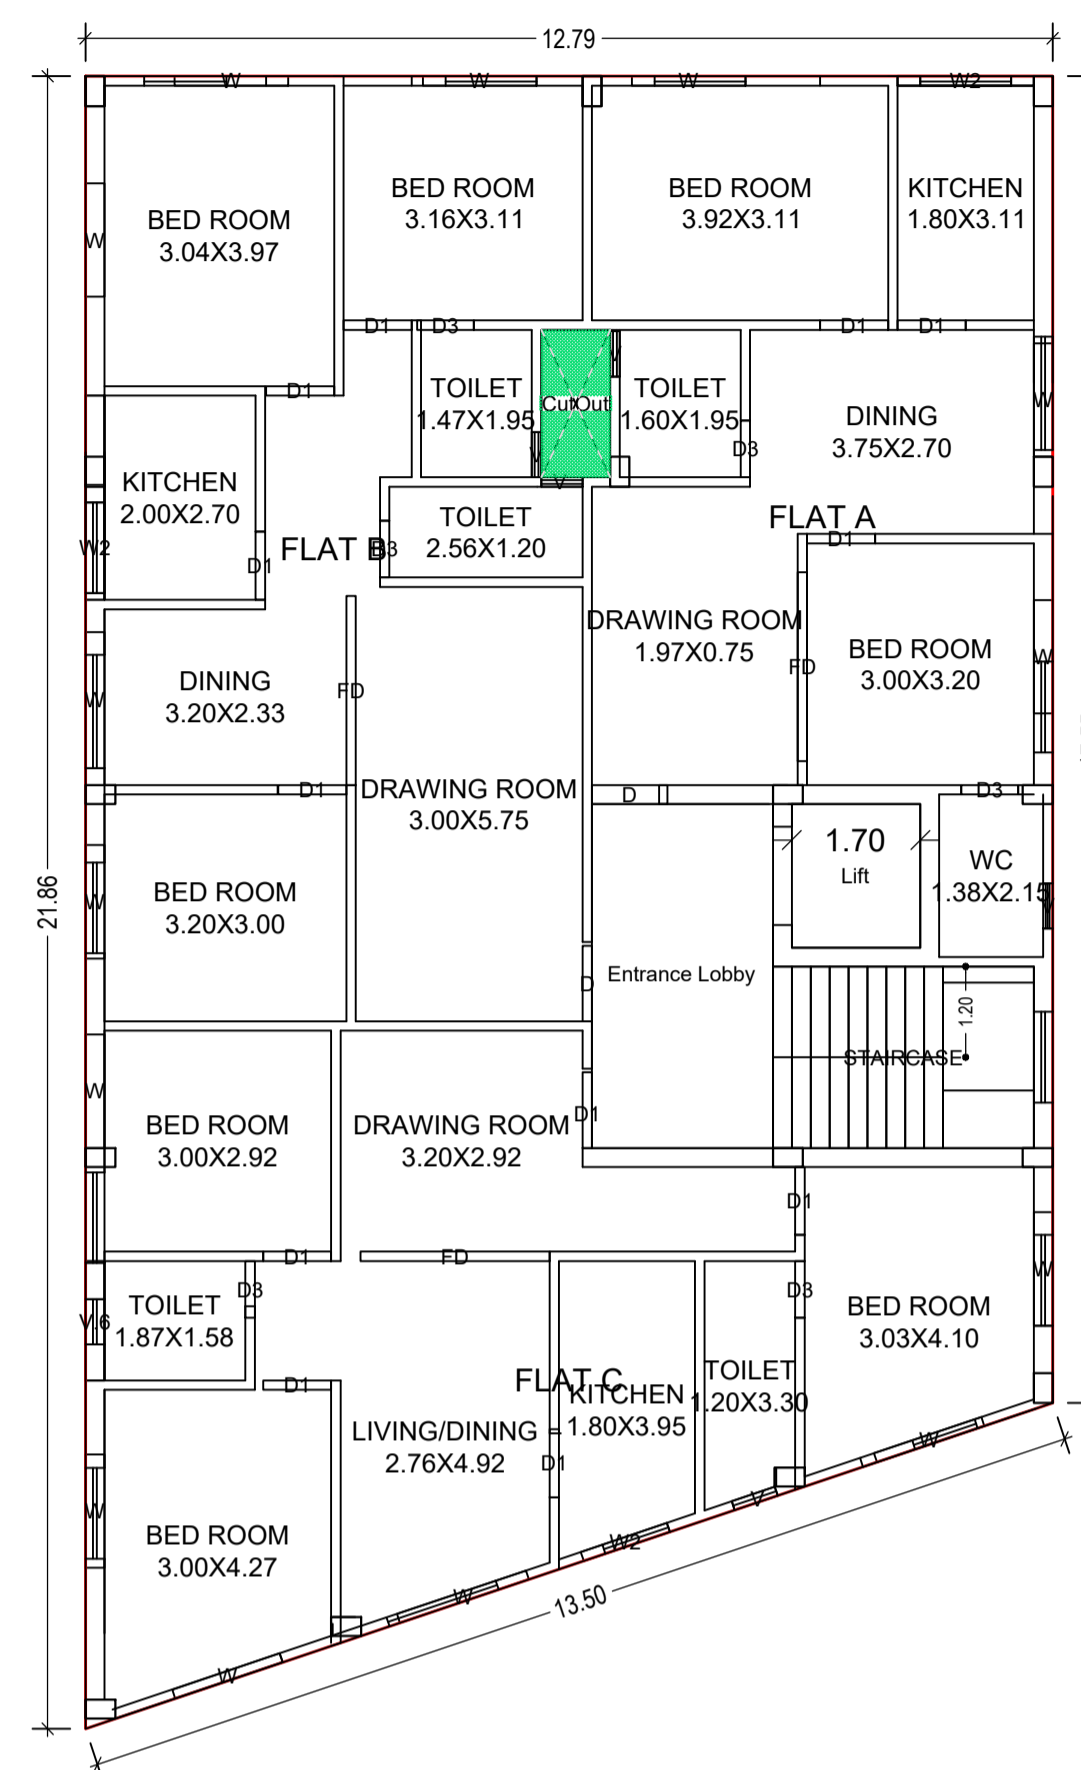 12.79
W
W
W
W2
BED ROOM
3.04X3.97
BED ROOM
3.16X3.11
BED ROOM
3.92X3.11
KITCHEN
1.80X3.11
W
D1
D3
D1
D1
V
TOILET
1.47X1.95
CutOut
TOILET
1.60X1.95
DINING
3.75X2.70
W
D1
D3
V
V
KITCHEN
2.00X2.70
TOILET
2.56X1.20
FLAT A
FLAT B
D3
D1
W2
D1
DRAWING ROOM
1.97X0.75
BED ROOM
3.00X3.20
W
FD
DINING
3.20X2.33
W
FD
D1
DRAWING ROOM
3.00X5.75
D
D3
1.70
Lift
WC
1.38X2.15
V
21.86
BED ROOM
3.20X3.00
W
Entrance Lobby
D
1.20
STAIRCASE
W
BED ROOM
3.00X2.92
DRAWING ROOM
3.20X2.92
D1
D1
D1
FD
D3
D3
TOILET
1.87X1.58
V.6
BED ROOM
3.03X4.10
W
D1
FLAT C
KITCHEN
1.80X3.95
TOILET
1.20X3.30
LIVING/DINING
2.76X4.92
D1
W
W
V
W2
BED ROOM
3.00X4.27
W
W
13.50